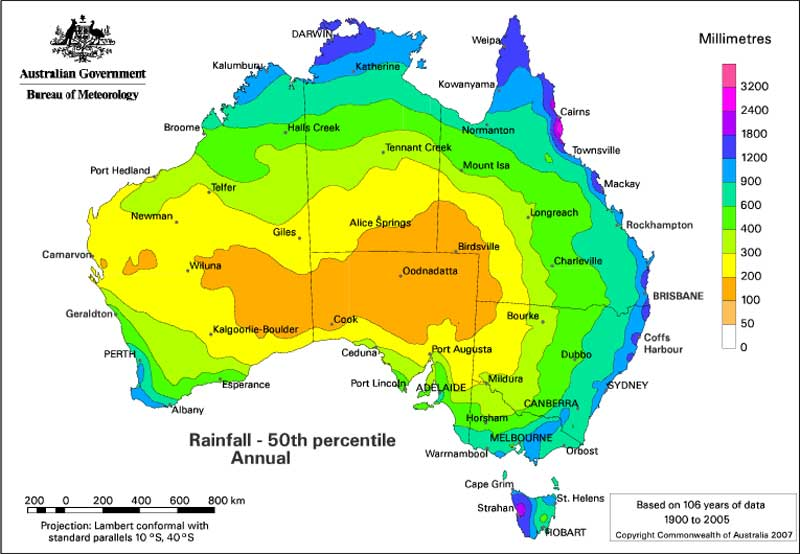 Australian Government
Bureau of Meteorology
DARWIN
Weipa
Millimetres
Kalumburu
Katherine
Kowanyama
3200
2400
1800
1200
900
600
400
300
200
100
50
0
Cairns
Broome
Halls Creek
Normanton
Tennant Creek
Townsville
Port Hedland
Mount Isa
Telfer
Mackay
Newman
Longreach
Alice Springs
Rockhampton
Giles
Birdsville
Carnarvon
Wiluna
Oodnadatta
Charleville
BRISBANE
Geraldton
Cook
Bourke
Kalgoorlie-Boulder
Coffs
Harbour
PERTH
Ceduna
Port Augusta
Dubbo
Esperance
Port Lincoln
ADELAIDE
Mildura
SYDNEY
Albany
CANBERRA
Horsham
Rainfall - 50th percentile
Annual
MELBOURNE
Warrnambool
Orbost
Cape Grim
St. Helens
Strahan
HOBART
200 0 200 400 600 800 km
Projection: Lambert conformal with
standard parallels 10 °S, 40 °S
Based on 106 years of data
1900 to 2005
Copyright Commonwealth of Australia 2007